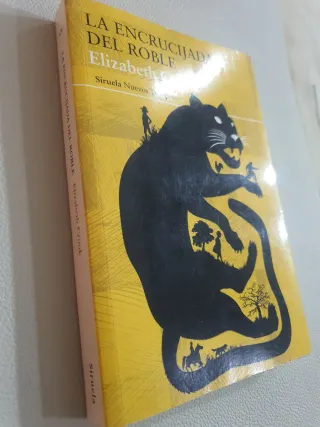 LA ENCRUCIJADA
DEL ROBLE
Elizabeth
Siruela Nuevos
LA ENCRUCIJADA DEL ROBLE Elizabeth
Siruela